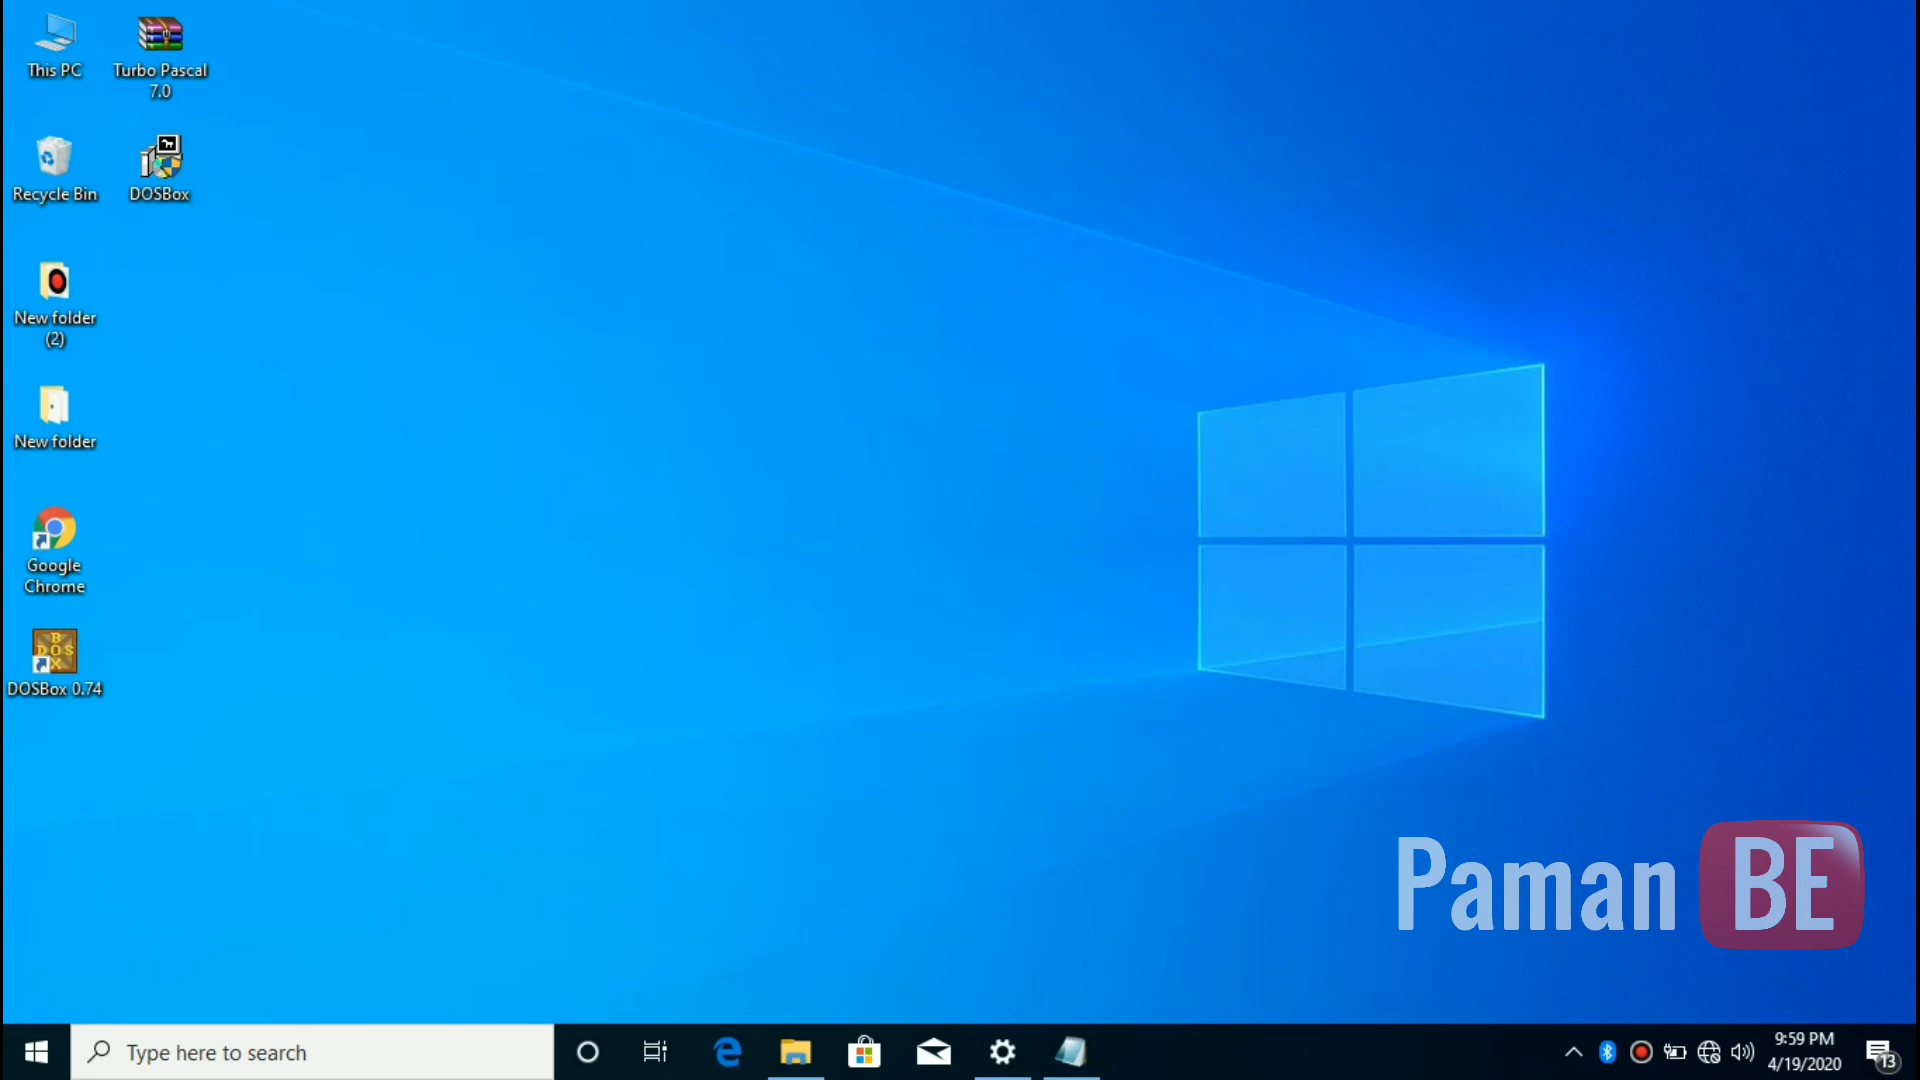 This PC
Turbo Pascal
7.0
Recycle Bin
DOSBox
New folder
(2)
New folder
Google
Chrome
B
DOS
X
DOSBox 0.74
Paman BE
Type here to search
9:59 PM
4/19/2020
13